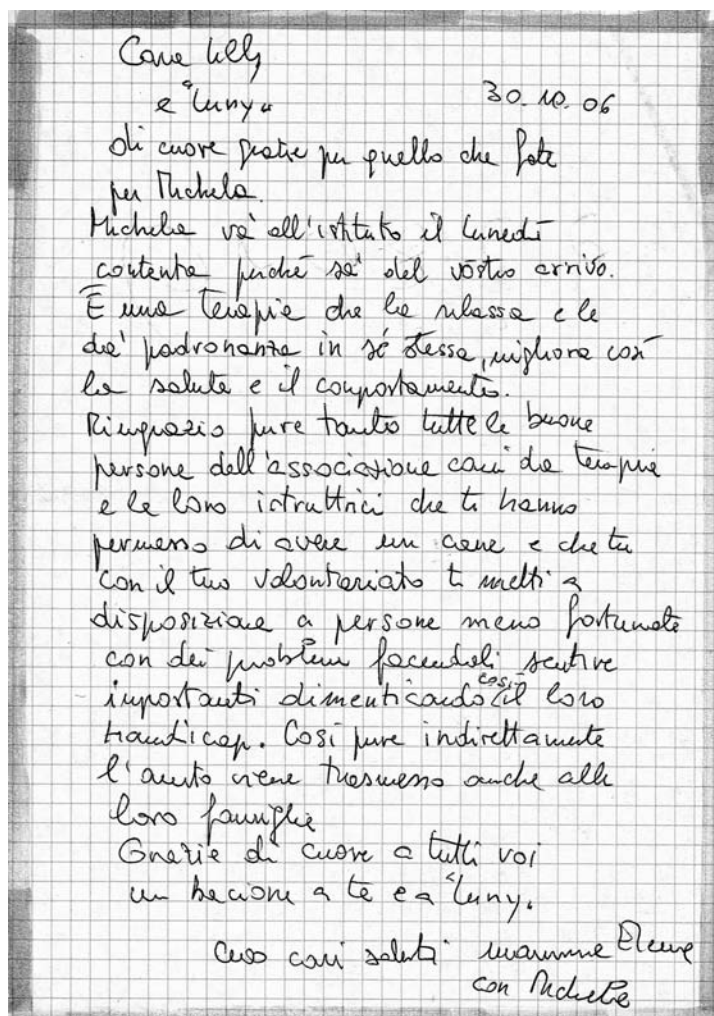 Cara Lilly
e "Luny"
30.10.06
di cuore grazie per quello che fate
per Michela.
Michela va' all'istituto il lunedì
contenta perché sa' del vostro arrivo.
È una terapia che la rilassa e le
da' padronanza in sé stessa, migliora così
la salute e il comportamento.
Ringrazio pure tanto tutte le buone
persone dell'associazione cani da terapia
e le loro istruttrici che ti hanno
permesso di avere un cane e che tu
con il tuo volontariato ti metti a
disposizione a persone meno fortunate
con dei problemi facendoli sentire
importanti dimenticando così il loro
handicap. Così pure indirettamente
l'aiuto viene trasmesso anche alle
loro famiglie
Grazie di cuore a tutti voi
un bacione a te e a "Luny"
cari saluti mamma Elena
con Michela